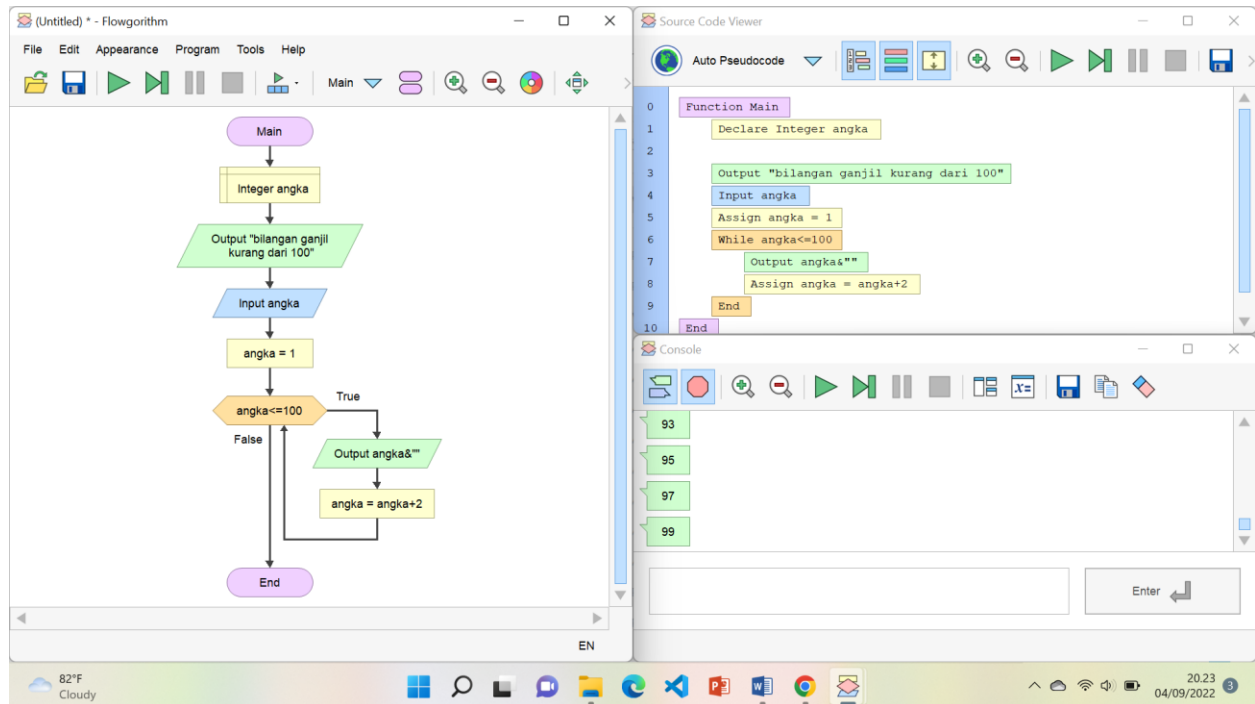 (Untitled) * - Flowgorithm
File Edit Appearance Program Tools Help
Main
Main
Integer angka
Output "bilangan ganjil
kurang dari 100"
Input angka
angka = 1
angka<=100
True
False
Output angka&""
angka = angka+2
End
EN
Source Code Viewer
Auto Pseudocode
0 Function Main
1 Declare Integer angka
2
3 Output "bilangan ganjil kurang dari 100"
4 Input angka
5 Assign angka = 1
6 While angka<=100
7 Output angka&""
8 Assign angka = angka+2
9 End
10 End
Console
x=
93
95
97
99
Enter
82°F
Cloudy
20.23
04/09/2022
3